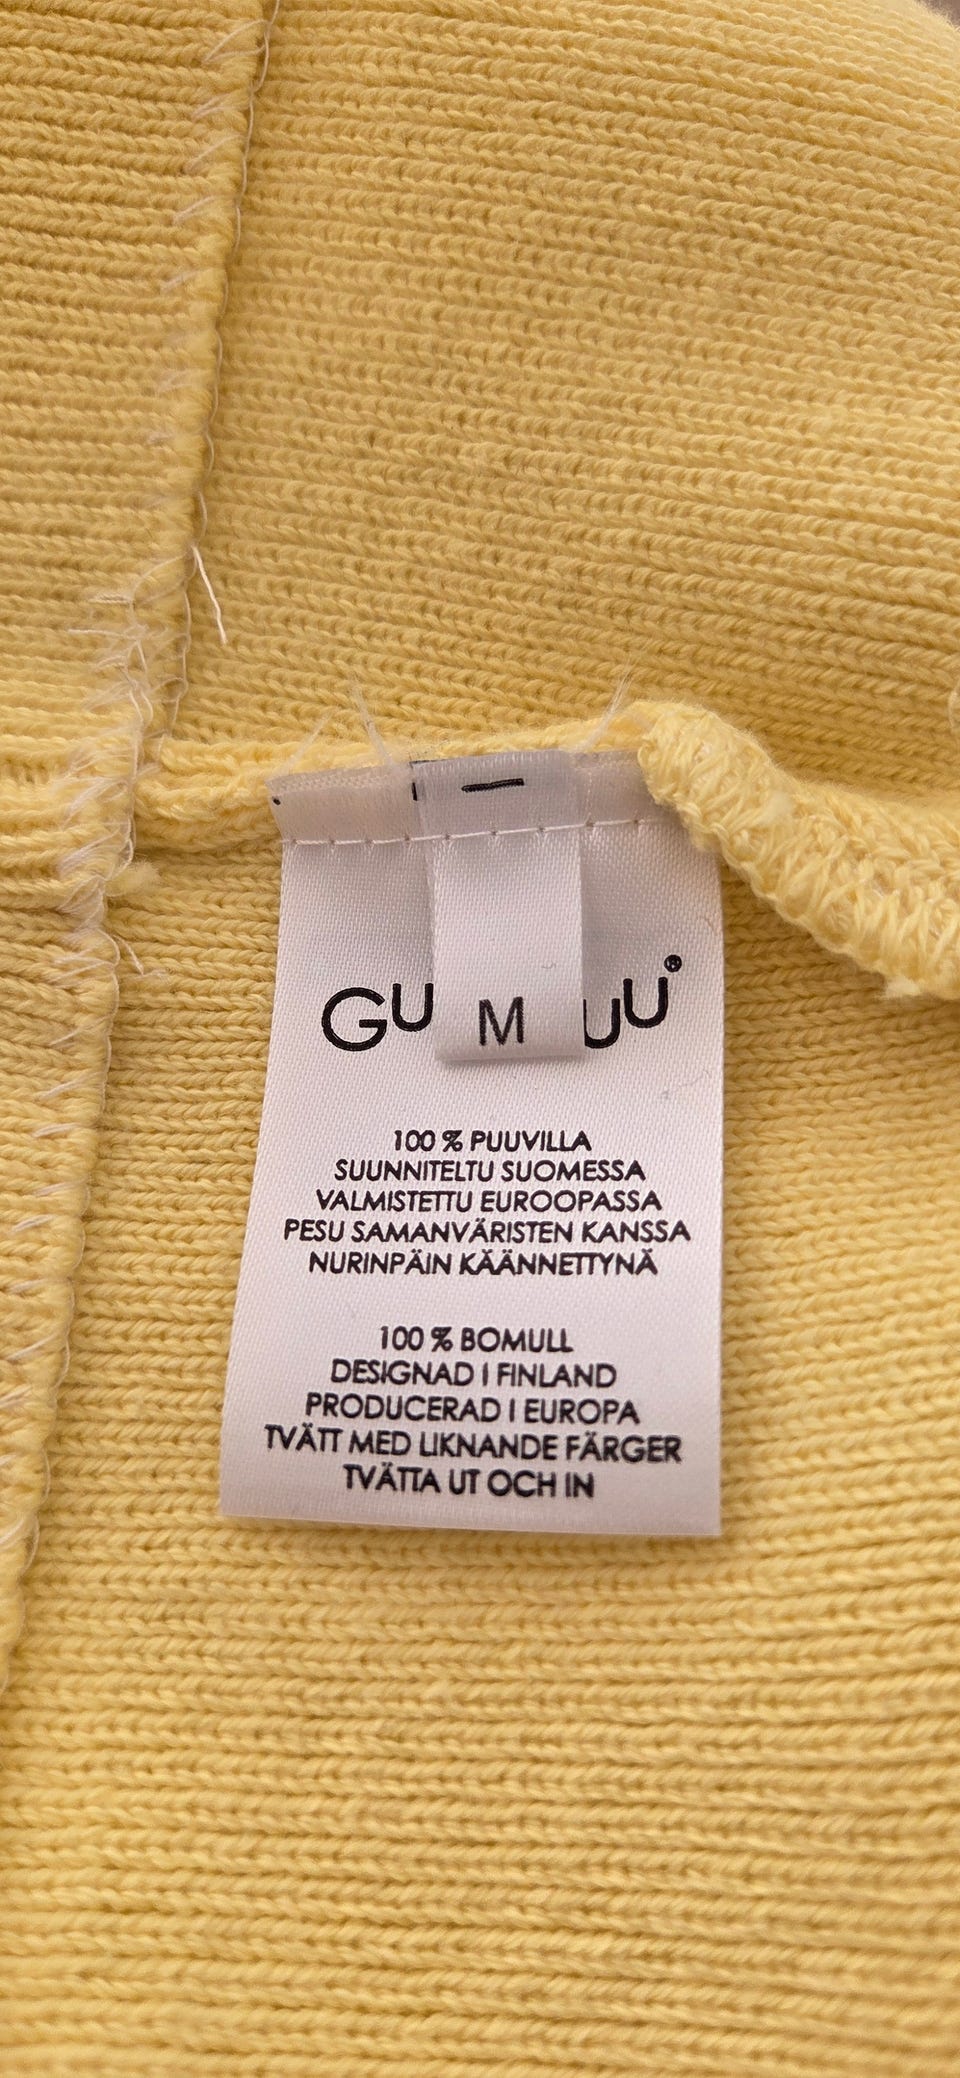 GU
M
UU
100 % PUUVILLA
SUUNNITELTU SUOMESSA
VALMISTETTU EUROOPASSA
PESU SAMANVÄRISTEN KANSSA
NURINPÄIN KÄÄNNETTYNÄ
100 % BOMULL
DESIGNAD I FINLAND
PRODUCERAD I EUROPA
TVÄTT MED LIKNANDE FÄRGER
TVÄTTA UT OCH IN